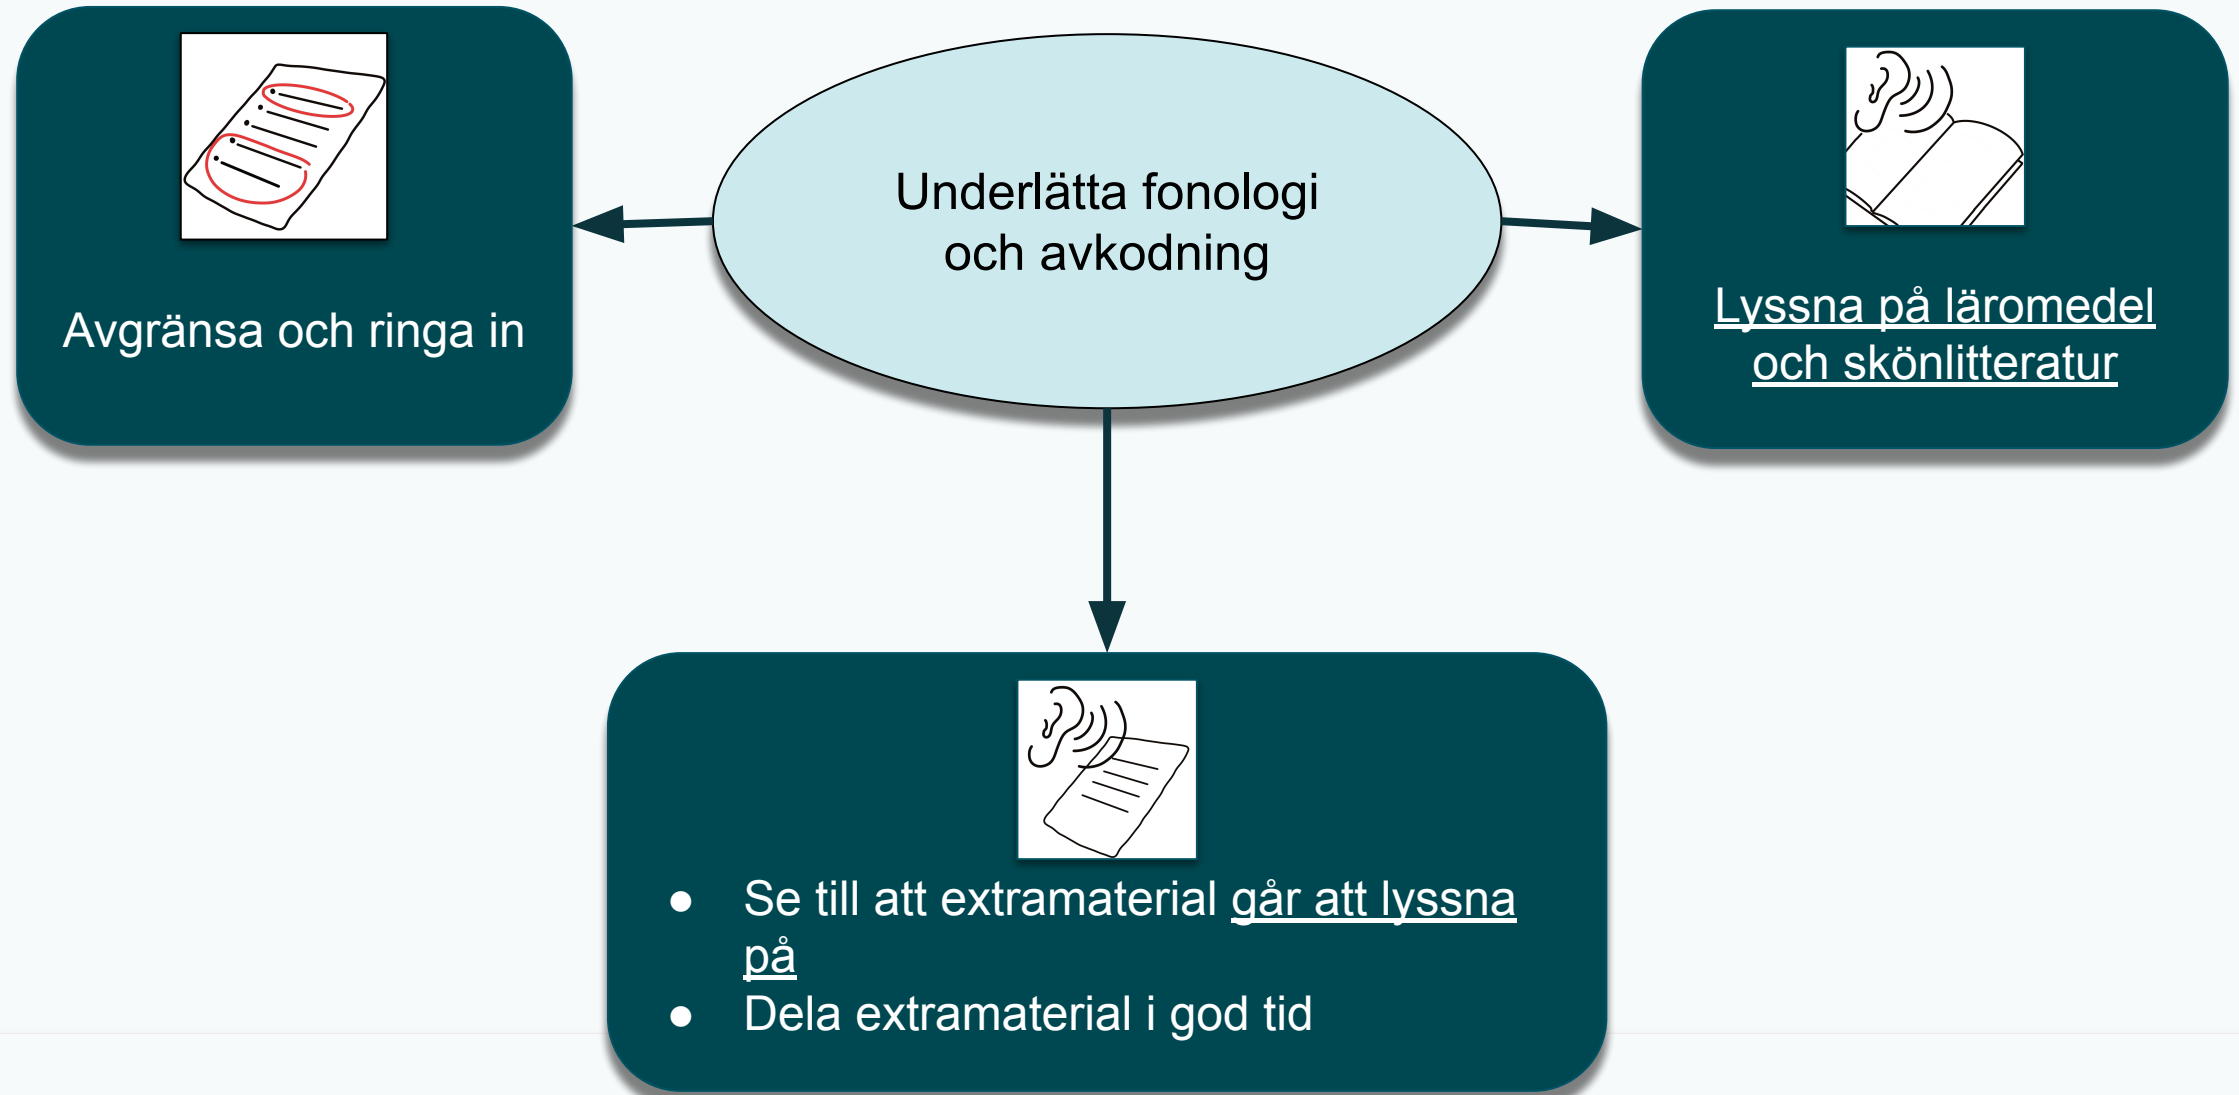 Avgränsa och ringa in
Underlätta fonologi
och avkodning
Lyssna på läromedel
och skönlitteratur
● Se till att extramaterial går att lyssna
på
● Dela extramaterial i god tid